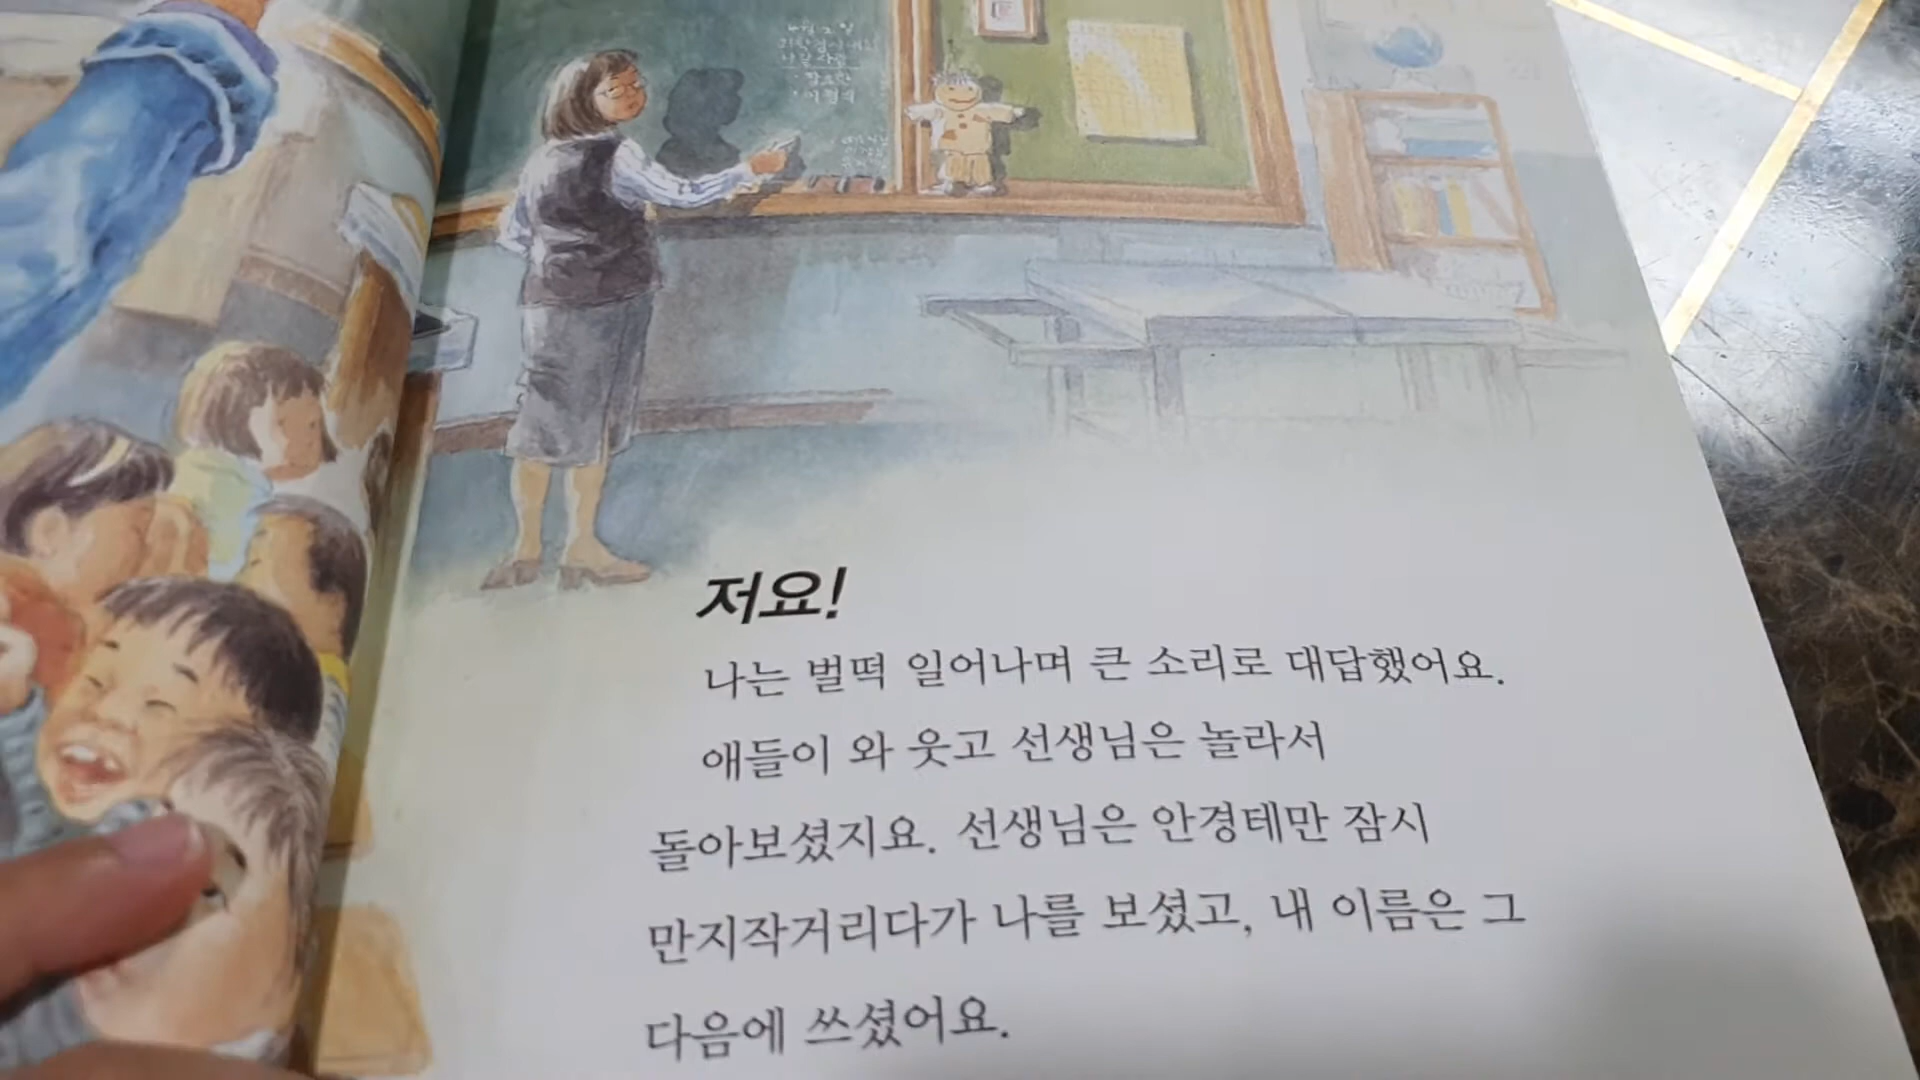 저요!
나는 벌떡 일어나며 큰 소리로 대답했어요.
애들이 와 웃고 선생님은 놀라서
돌아보셨지요. 선생님은 안경테만 잠시
만지작거리다가 나를 보셨고, 내 이름은 그
다음에 쓰셨어요.